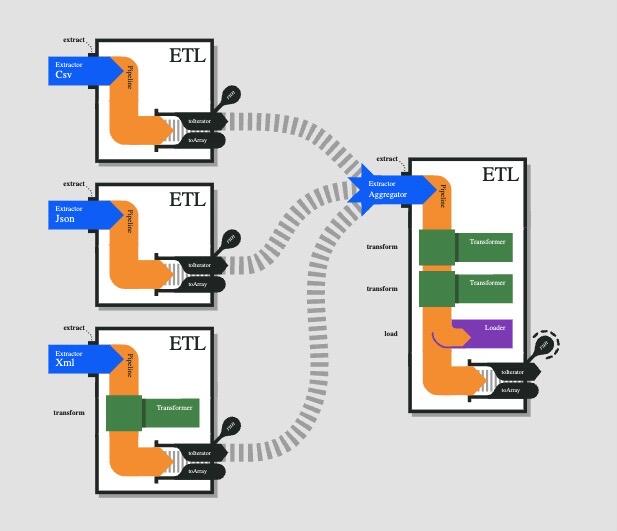 extract
ETL
Extractor
Csv
Pipeline
run
toIterator
toArray
extract
ETL
Extractor
Json
Pipeline
run
toIterator
toArray
extract
ETL
Extractor
Xml
Pipeline
transform
Transformer
run
toIterator
toArray
extract
ETL
Extractor
Aggregator
Pipeline
transform
Transformer
transform
Transformer
load
Loader
run
toIterator
toArray